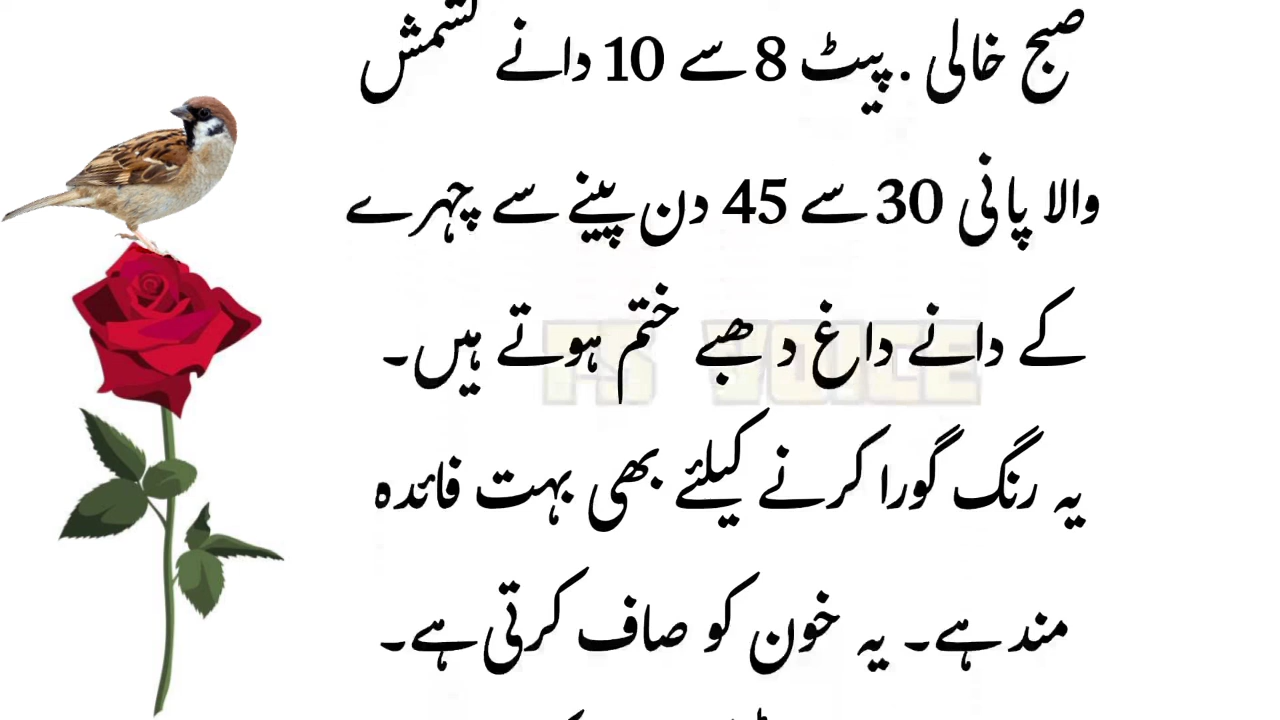 صبح خالی .پیٹ 8 سے 10 دانے کشمش
والا پانی 30 سے 45 دن پینے سے چہرے
کے دانے داغ دھبے ختم ہوتے ہیں۔
FS VOICE
یہ رنگ گورا کرنے کیلئے بھی بہت فائدہ
مند ہے۔ یہ خون کو صاف کرتی ہے۔